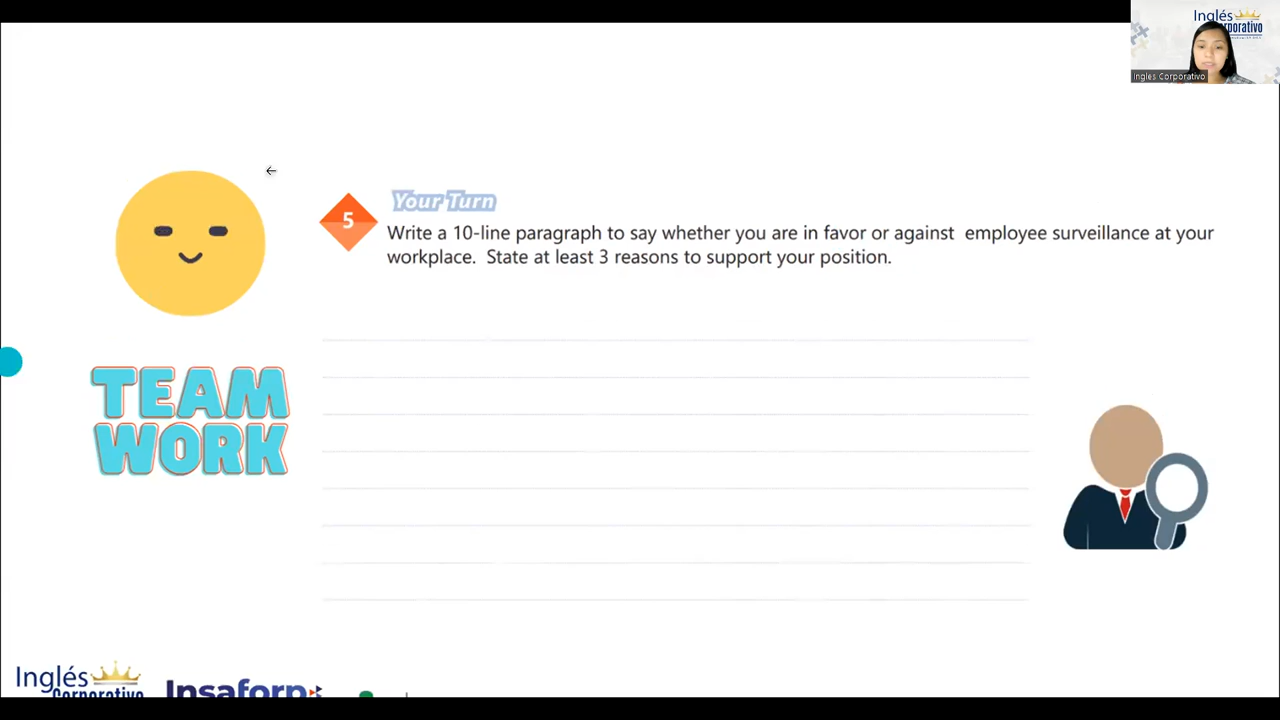 Inglés
Corporativo
Ingles Corporativo
Your Turn
5
Write a 10-line paragraph to say whether you are in favor or against employee surveillance at your
workplace. State at least 3 reasons to support your position.
TEAM
WORK
Inglés
Corporativo
Insaforp